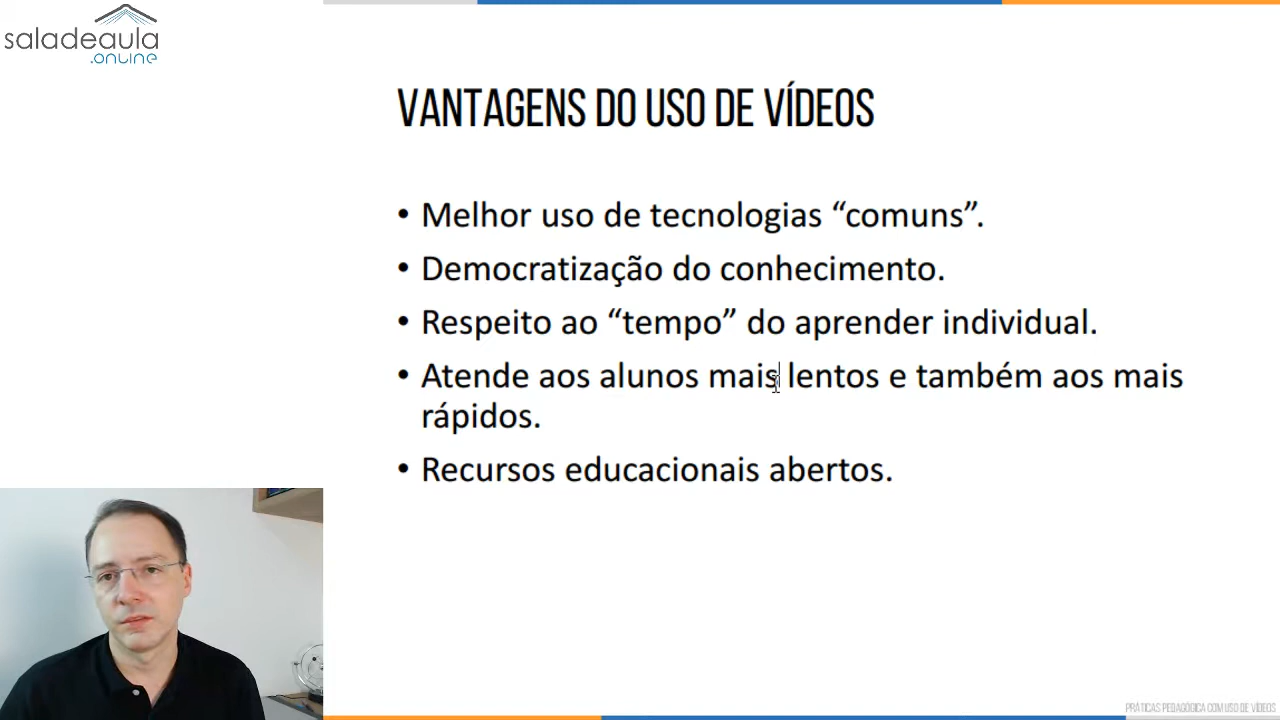 saladeaula
.online
VANTAGENS DO USO DE VÍDEOS
• Melhor uso de tecnologias “comuns”.
• Democratização do conhecimento.
• Respeito ao “tempo” do aprender individual.
• Atende aos alunos mais lentos e também aos mais
rápidos.
• Recursos educacionais abertos.
PRÁTICAS PEDAGÓGICA COM USO DE VÍDEOS